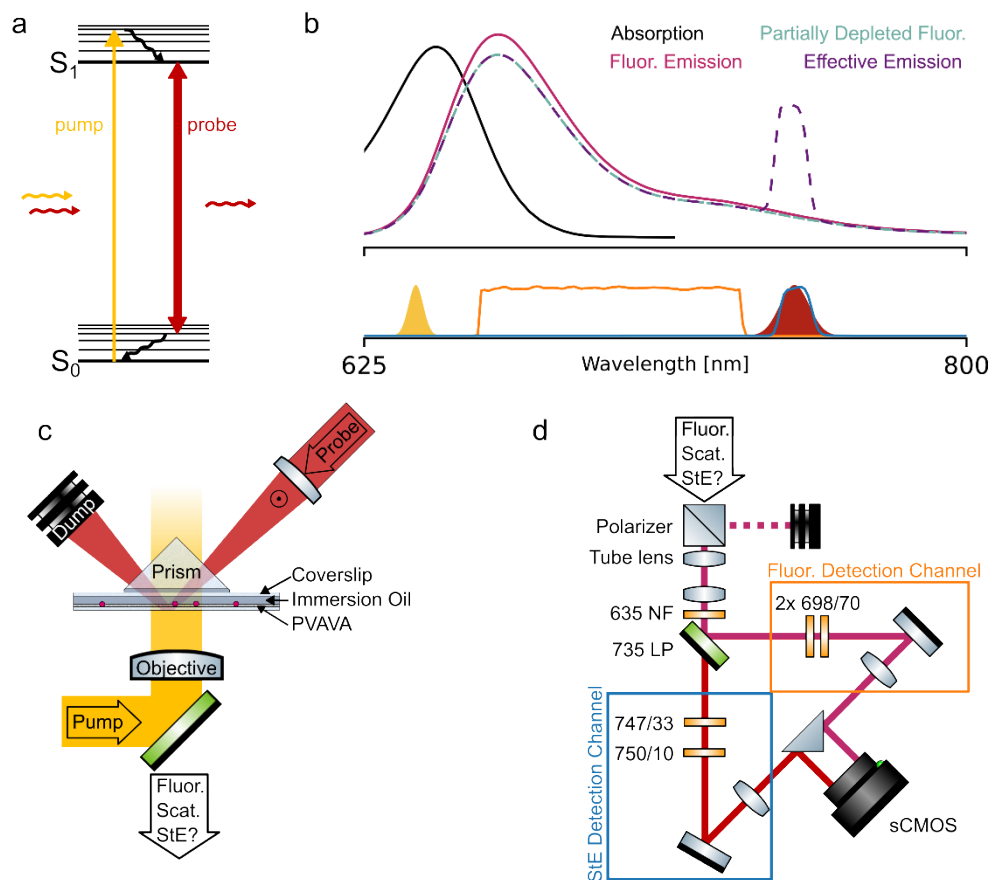 a
S1
pump
probe
S0
b
Absorption
Partially Depleted Fluor.
Fluor. Emission
Effective Emission
625
Wavelength [nm]
800
c
Probe
Dump
Prism
Coverslip
Immersion Oil
PVAVA
Objective
Pump
Fluor.
Scat.
StE?
d
Fluor.
Scat.
StE?
Polarizer
Tube lens
Fluor. Detection Channel
635 NF
2x 698/70
735 LP
StE Detection Channel
747/33
750/10
sCMOS